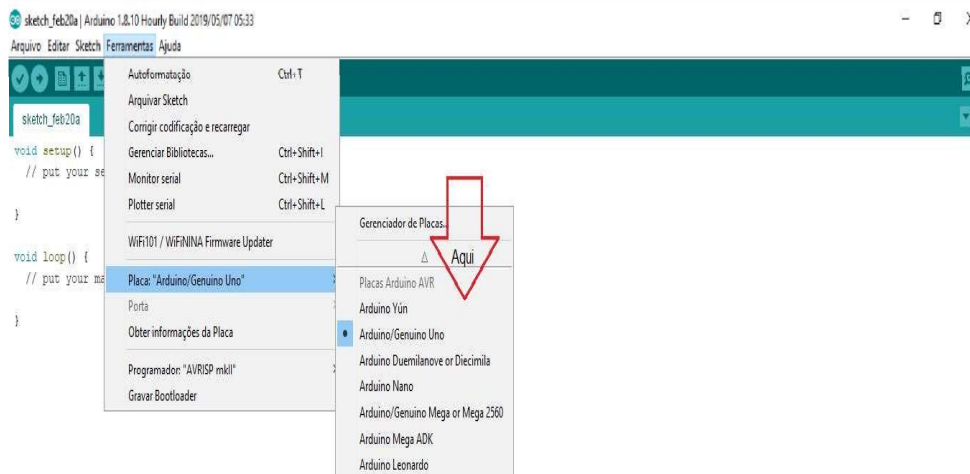 sketch_feb20a | Arduino 1.8.10 Hourly Build 2019/05/07 05:33
Arquivo Editar Sketch Ferramentas Ajuda
sketch_feb20a
void setup() {
// put your se
}
void loop() {
// put your ma
}
Autoformatação Ctrl+T
Arquivar Sketch
Corrigir codificação e recarregar
Gerenciar Bibliotecas... Ctrl+Shift+I
Monitor serial Ctrl+Shift+M
Plotter serial Ctrl+Shift+L
WiFi101 / WiFiNINA Firmware Updater
Placa: "Arduino/Genuino Uno"
Porta
Obter informações da Placa
Programador: "AVRISP mkII"
Gravar Bootloader
Gerenciador de Placas...
Aqui
Placas Arduino AVR
Arduino Yún
Arduino/Genuino Uno
Arduino Duemilanove or Diecimila
Arduino Nano
Arduino/Genuino Mega or Mega 2560
Arduino Mega ADK
Arduino Leonardo